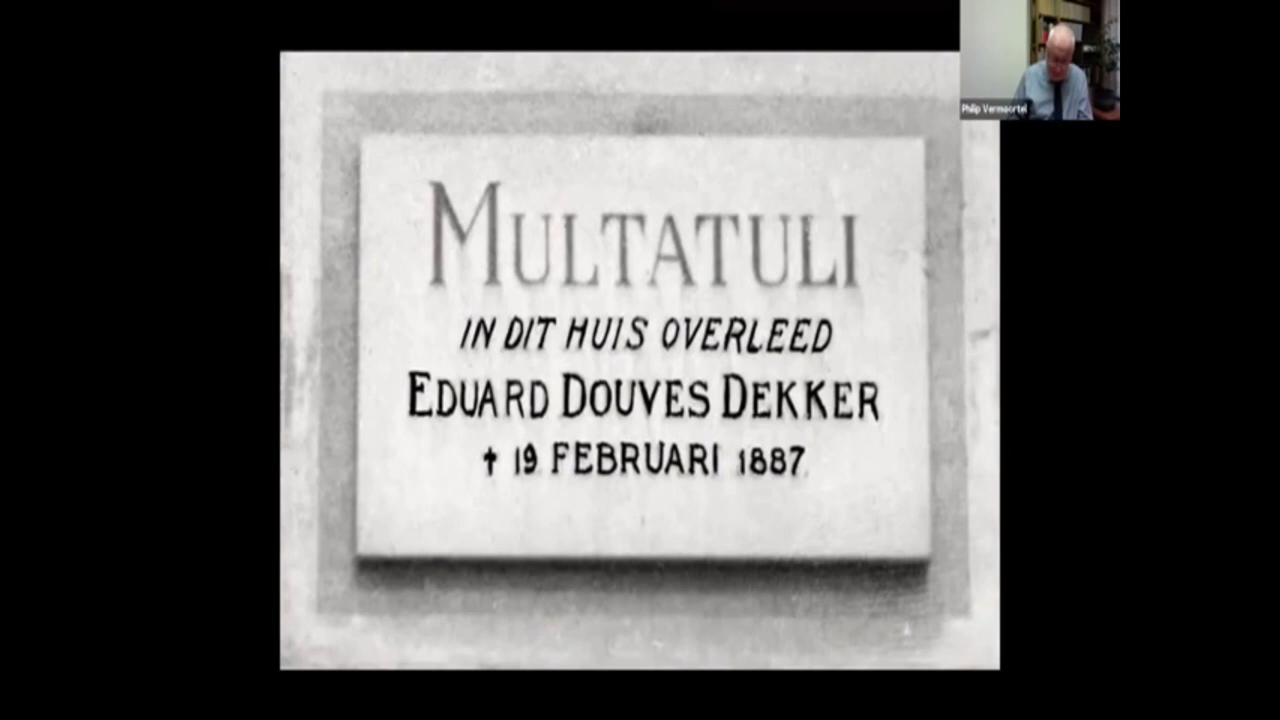 Philip Vermoortel
MULTATULI
IN DIT HUIS OVERLEED
EDUARD DOUVES DEKKER
† 19 FEBRUARI 1887